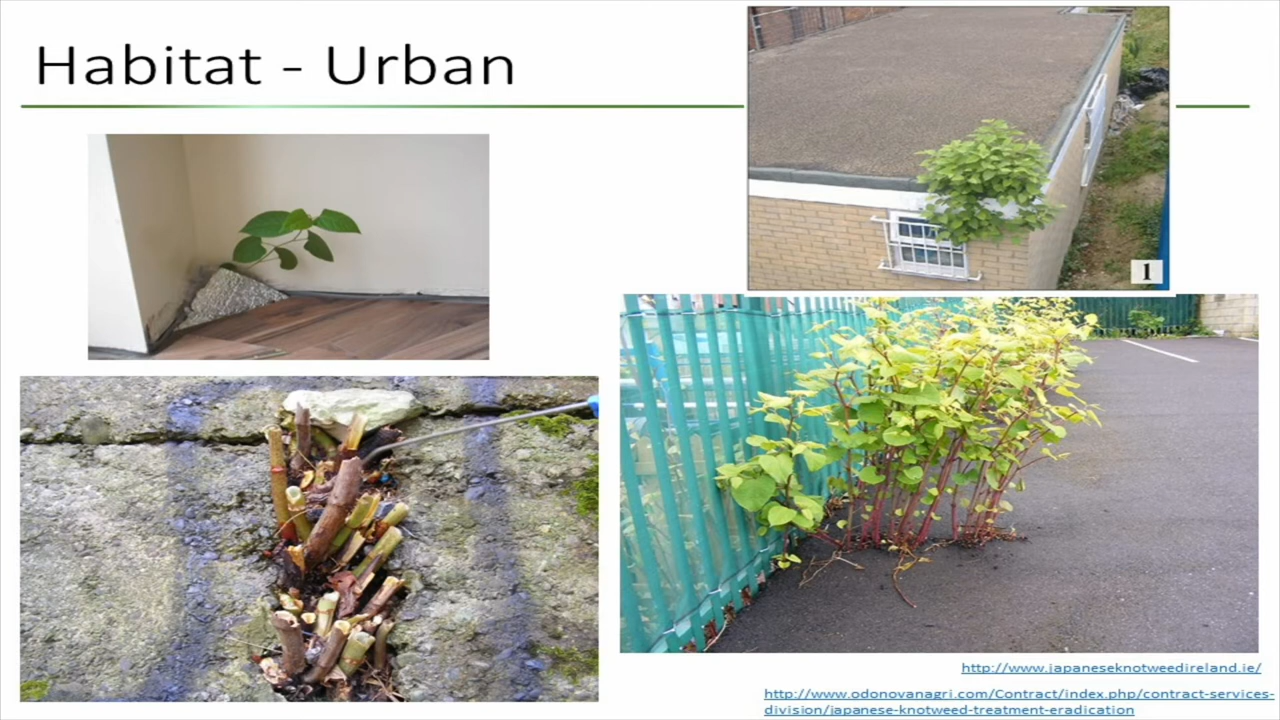 Habitat - Urban
1
http://www.japaneseknotweedireland.ie/
http://www.odonovanagri.com/Contract/index.php/contract-services-
division/japanese-knotweed-treatment-eradication